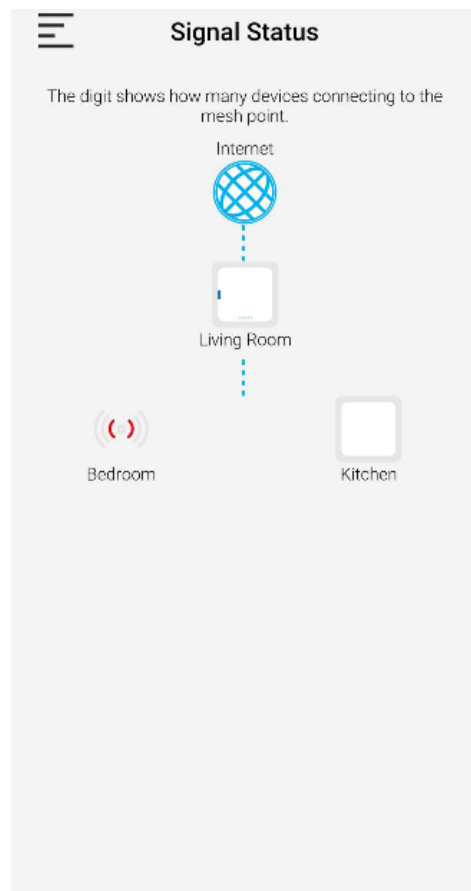 Signal Status
The digit shows how many devices connecting to the
mesh point.
Internet
Living Room
Bedroom
Kitchen